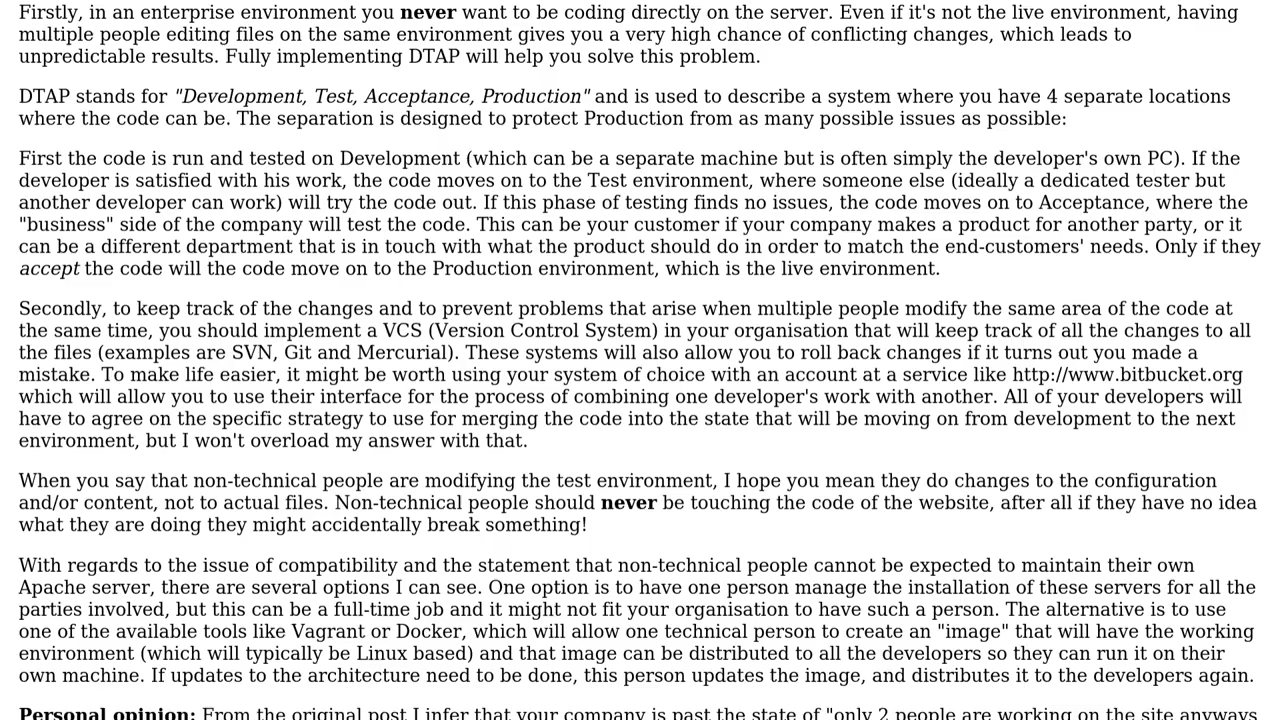 Firstly, in an enterprise environment you never want to be coding directly on the server. Even if it's not the live environment, having
multiple people editing files on the same environment gives you a very high chance of conflicting changes, which leads to
unpredictable results. Fully implementing DTAP will help you solve this problem.
DTAP stands for "Development, Test, Acceptance, Production" and is used to describe a system where you have 4 separate locations
where the code can be. The separation is designed to protect Production from as many possible issues as possible:
First the code is run and tested on Development (which can be a separate machine but is often simply the developer's own PC). If the
developer is satisfied with his work, the code moves on to the Test environment, where someone else (ideally a dedicated tester but
another developer can work) will try the code out. If this phase of testing finds no issues, the code moves on to Acceptance, where the
"business" side of the company will test the code. This can be your customer if your company makes a product for another party, or it
can be a different department that is in touch with what the product should do in order to match the end-customers' needs. Only if they
accept the code will the code move on to the Production environment, which is the live environment.
Secondly, to keep track of the changes and to prevent problems that arise when multiple people modify the same area of the code at
the same time, you should implement a VCS (Version Control System) in your organisation that will keep track of all the changes to all
the files (examples are SVN, Git and Mercurial). These systems will also allow you to roll back changes if it turns out you made a
mistake. To make life easier, it might be worth using your system of choice with an account at a service like http://www.bitbucket.org
which will allow you to use their interface for the process of combining one developer's work with another. All of your developers will
have to agree on the specific strategy to use for merging the code into the state that will be moving on from development to the next
environment, but I won't overload my answer with that.
When you say that non-technical people are modifying the test environment, I hope you mean they do changes to the configuration
and/or content, not to actual files. Non-technical people should never be touching the code of the website, after all if they have no idea
what they are doing they might accidentally break something!
With regards to the issue of compatibility and the statement that non-technical people cannot be expected to maintain their own
Apache server, there are several options I can see. One option is to have one person manage the installation of these servers for all the
parties involved, but this can be a full-time job and it might not fit your organisation to have such a person. The alternative is to use
one of the available tools like Vagrant or Docker, which will allow one technical person to create an "image" that will have the working
environment (which will typically be Linux based) and that image can be distributed to all the developers so they can run it on their
own machine. If updates to the architecture need to be done, this person updates the image, and distributes it to the developers again.
Personal opinion: From the original post I infer that your company is past the state of "only 2 people are working on the site anyways